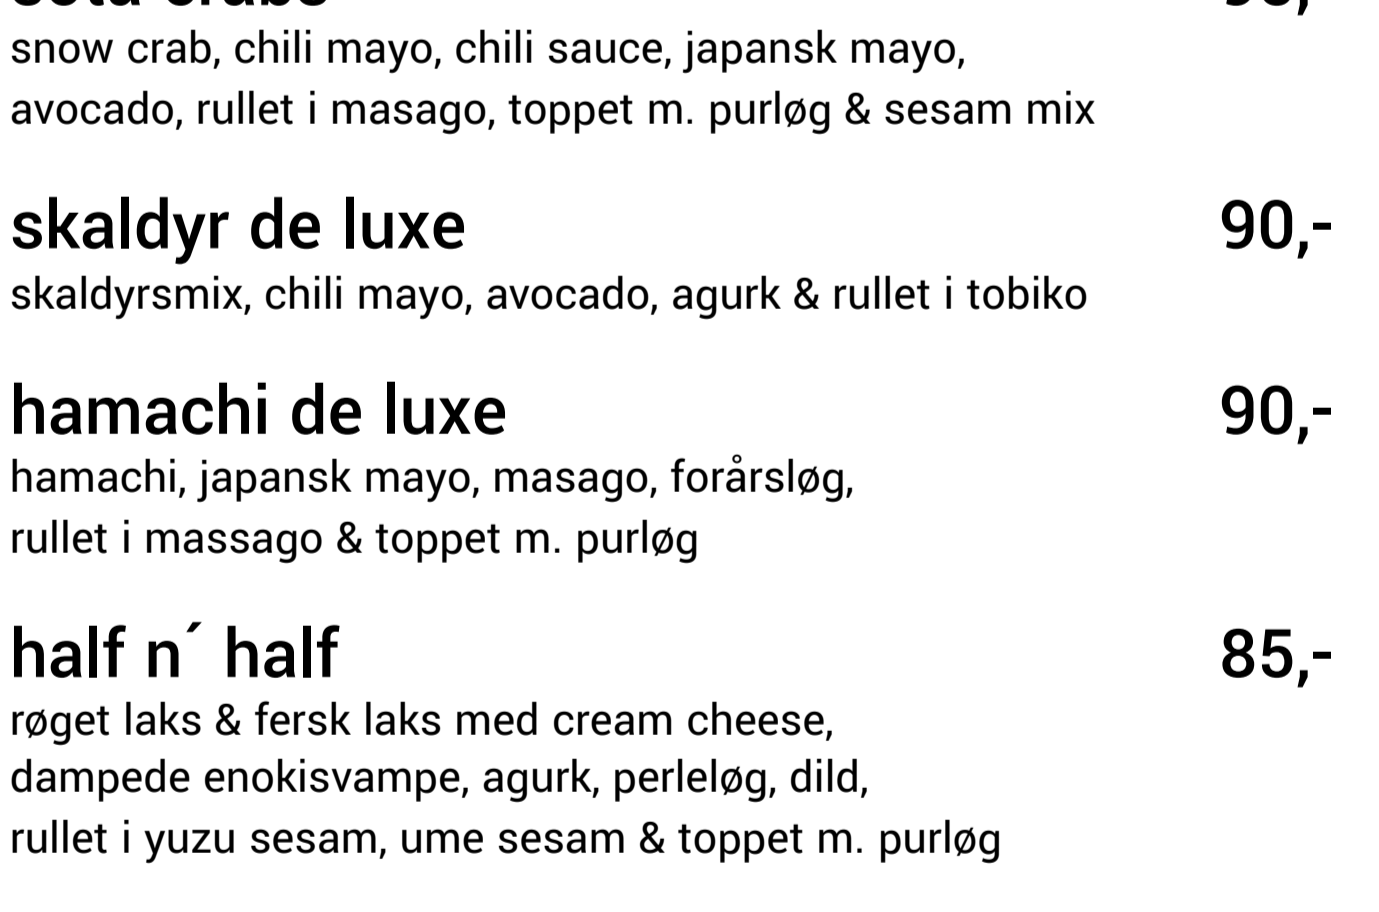 snow crab, chili mayo, chili sauce, japansk mayo,
avocado, rullet i masago, toppet m. purløg & sesam mix
skaldyr de luxe 90,-
skaldyrsmix, chili mayo, avocado, agurk & rullet i tobiko
hamachi de luxe 90,-
hamachi, japansk mayo, masago, forårsløg,
rullet i massago & toppet m. purløg
half n´ half 85,-
røget laks & fersk laks med cream cheese,
dampede enokisvampe, agurk, perleløg, dild,
rullet i yuzu sesam, ume sesam & toppet m. purløg